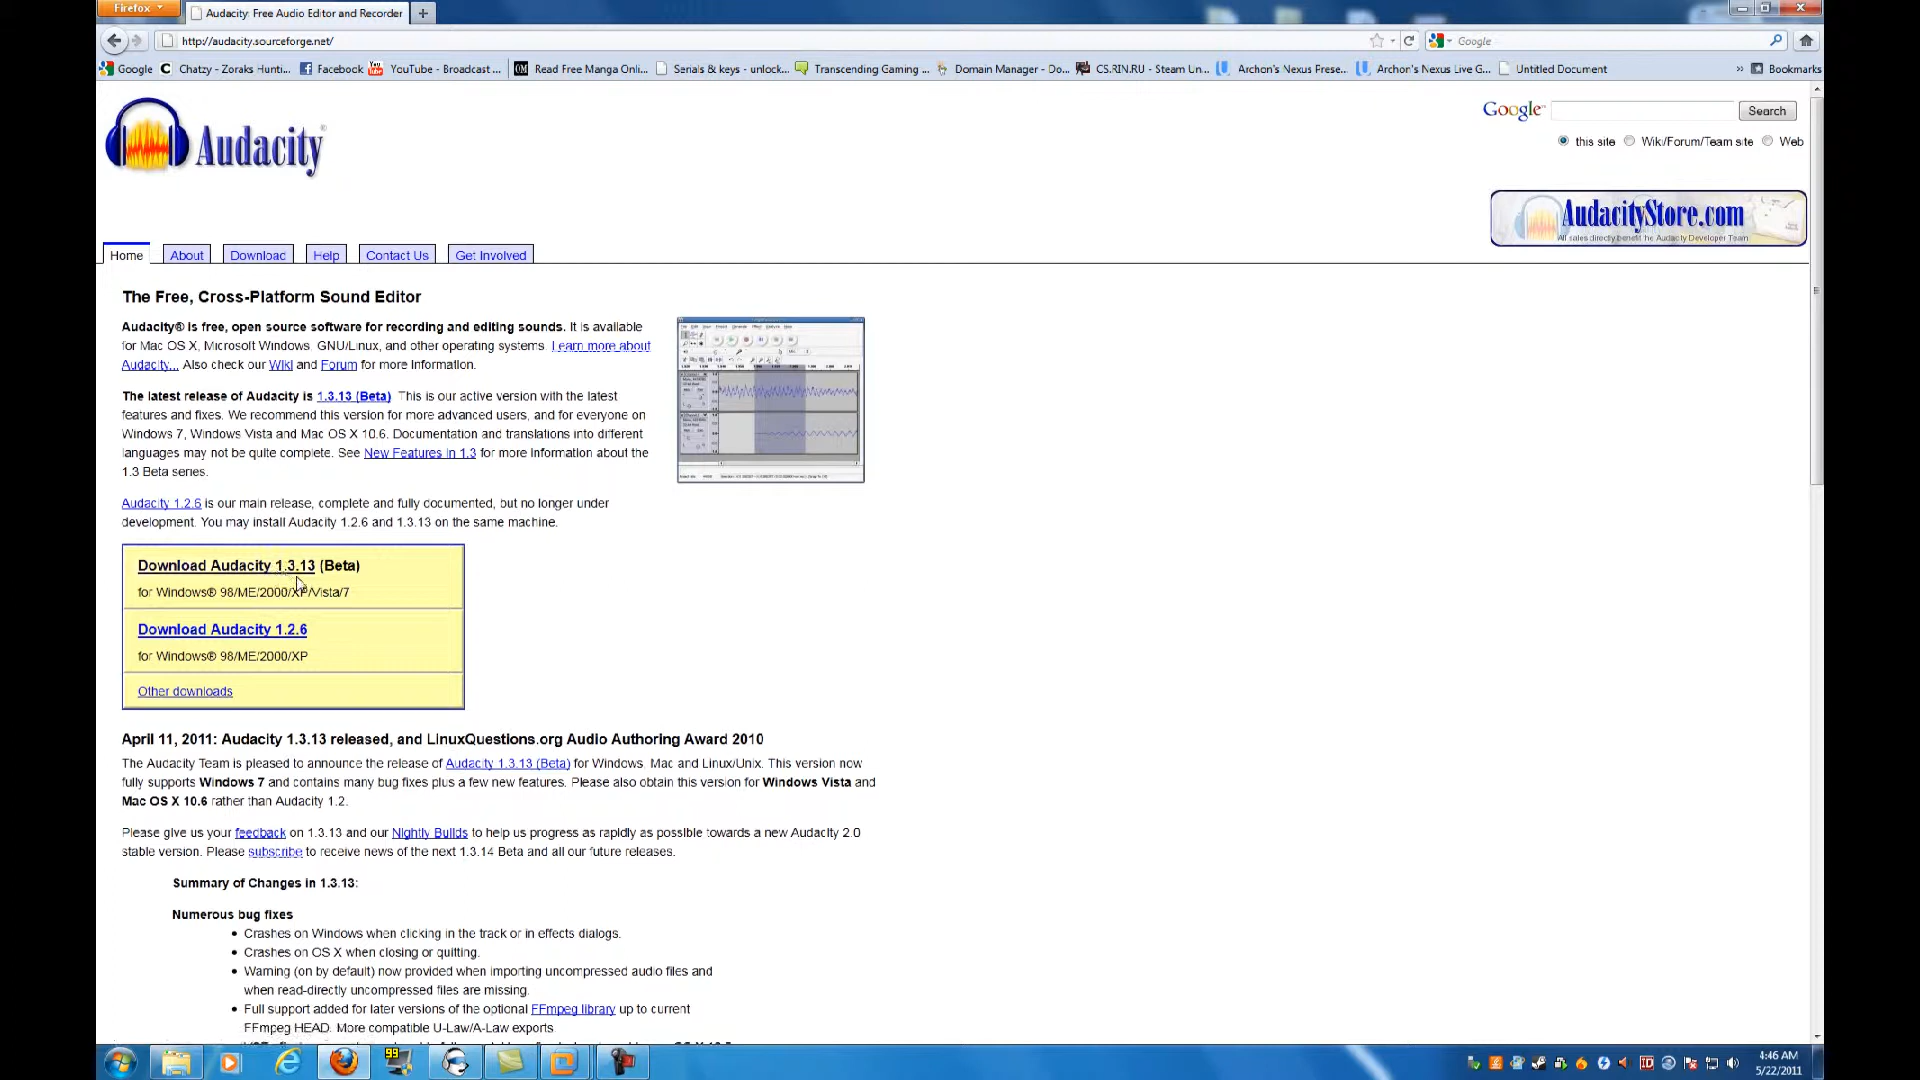 Firefox
Audacity: Free Audio Editor and Recorder
http://audacity.sourceforge.net/
Google
Google
Chatzy - Zoraks Hunti...
Facebook
YouTube - Broadcast ...
Read Free Manga Onli...
Serials & keys - unlock...
Transcending Gaming ...
Domain Manager - Do...
CS.RIN.RU - Steam Un...
Archon's Nexus Prese...
Archon's Nexus Live G...
Untitled Document
»
Bookmarks
Audacity®
Google™
Search
this site
Wiki/Forum/Team site
Web
AudacityStore.com
All sales directly benefit the Audacity Developer Team
Home
About
Download
Help
Contact Us
Get Involved
The Free, Cross-Platform Sound Editor
Audacity® is free, open source software for recording and editing sounds. It is available
for Mac OS X, Microsoft Windows, GNU/Linux, and other operating systems. Learn more about
Audacity... Also check our Wiki and Forum for more information.
The latest release of Audacity is 1.3.13 (Beta) This is our active version with the latest
features and fixes. We recommend this version for more advanced users, and for everyone on
Windows 7, Windows Vista and Mac OS X 10.6. Documentation and translations into different
languages may not be quite complete. See New Features in 1.3 for more information about the
1.3 Beta series.
Audacity 1.2.6 is our main release, complete and fully documented, but no longer under
development. You may install Audacity 1.2.6 and 1.3.13 on the same machine.
Download Audacity 1.3.13 (Beta)
for Windows® 98/ME/2000/XP/Vista/7
Download Audacity 1.2.6
for Windows® 98/ME/2000/XP
Other downloads
April 11, 2011: Audacity 1.3.13 released, and LinuxQuestions.org Audio Authoring Award 2010
The Audacity Team is pleased to announce the release of Audacity 1.3.13 (Beta) for Windows, Mac and Linux/Unix. This version now
fully supports Windows 7 and contains many bug fixes plus a few new features. Please also obtain this version for Windows Vista and
Mac OS X 10.6 rather than Audacity 1.2.
Please give us your feedback on 1.3.13 and our Nightly Builds to help us progress as rapidly as possible towards a new Audacity 2.0
stable version. Please subscribe to receive news of the next 1.3.14 Beta and all our future releases.
Summary of Changes in 1.3.13:
Numerous bug fixes
• Crashes on Windows when clicking in the track or in effects dialogs.
• Crashes on OS X when closing or quitting.
• Warning (on by default) now provided when importing uncompressed audio files and
when read-directly uncompressed files are missing.
• Full support added for later versions of the optional FFmpeg library up to current
FFmpeg HEAD. More compatible U-Law/A-Law exports.
99
ID
4:46 AM
5/22/2011